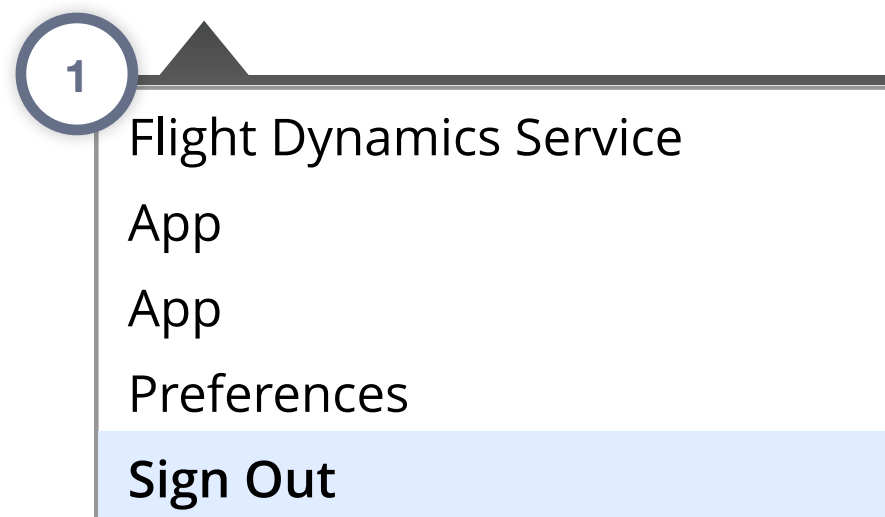 1
Flight Dynamics Service
App
App
Preferences
Sign Out